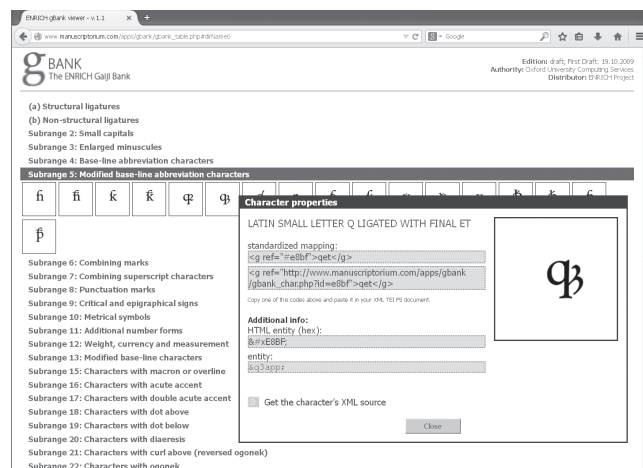 ENRICH gBank viewer - v.1.1
www.manuscriptorium.com/apps/gbank/gbank_table.php#drName0
Google
gBANK
The ENRICH Gaiji Bank
Edition: draft; First Draft: 19.10.2009
Authority: Oxford University Computing Services
Distributor: ENRICH Project
(a) Structural ligatures
(b) Non-structural ligatures
Subrange 2: Small capitals
Subrange 3: Enlarged minuscules
Subrange 4: Base-line abbreviation characters
Subrange 5: Modified base-line abbreviation characters
Character properties
LATIN SMALL LETTER Q LIGATED WITH FINAL ET
standardized mapping:
<g ref="#e8bf">qet</g>
<g ref="http://www.manuscriptorium.com/apps/gbank
/gbank_char.php?id=e8bf">qet</g>
Copy one of this codes above and paste it in your XML TEI P5 document.
Additional info:
HTML entity (hex):
&#xE8BF;
entity:
&q3app;
Get the character's XML source
Close
Subrange 6: Combining marks
Subrange 7: Combining superscript characters
Subrange 8: Punctuation marks
Subrange 9: Critical and epigraphical signs
Subrange 10: Metrical symbols
Subrange 11: Additional number forms
Subrange 12: Weight, currency and measurement
Subrange 13: Modified base-line characters
Subrange 15: Characters with macron or overline
Subrange 16: Characters with acute accent
Subrange 17: Characters with double acute accent
Subrange 18: Characters with dot above
Subrange 19: Characters with dot below
Subrange 20: Characters with diaeresis
Subrange 21: Characters with curl above (reversed ogonek)
Subrange 22: Characters with ogonek